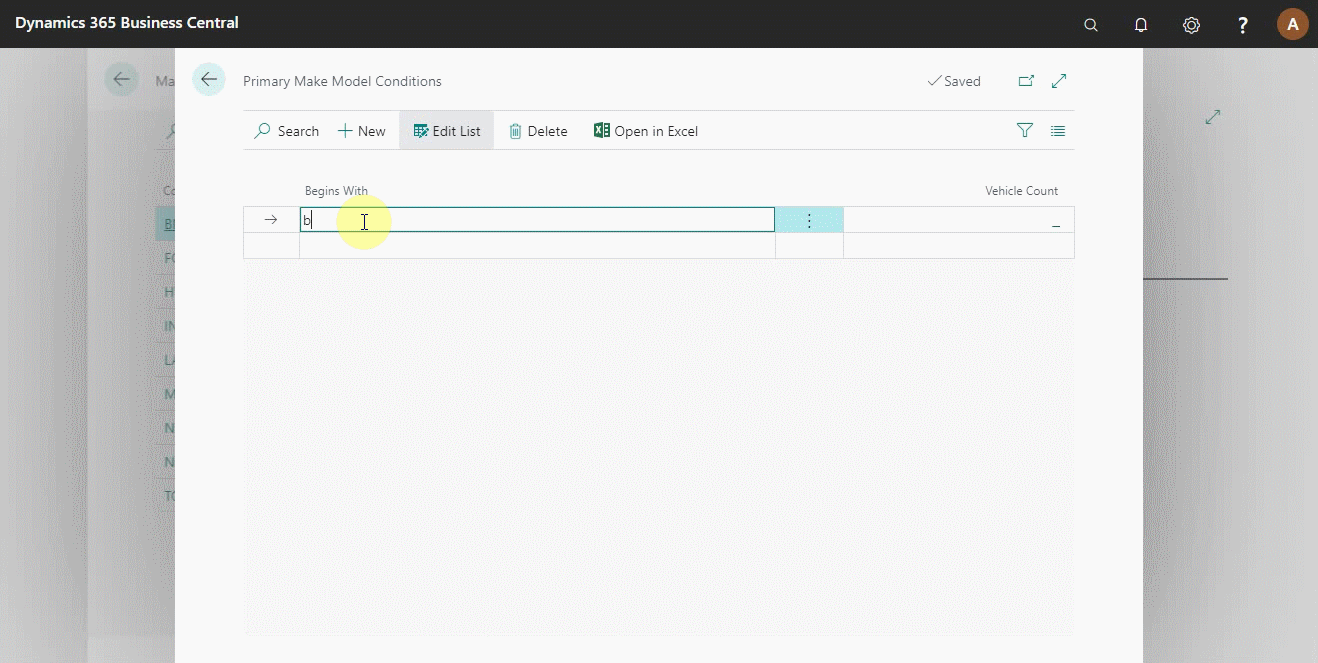 Dynamics 365 Business Central
? A
Ma
Primary Make Model Conditions
Saved
Search New Edit List Delete Open in Excel
Co
Begins With Vehicle Count
BI
b
_
FO
H
IN
LA
M
N
N
TO